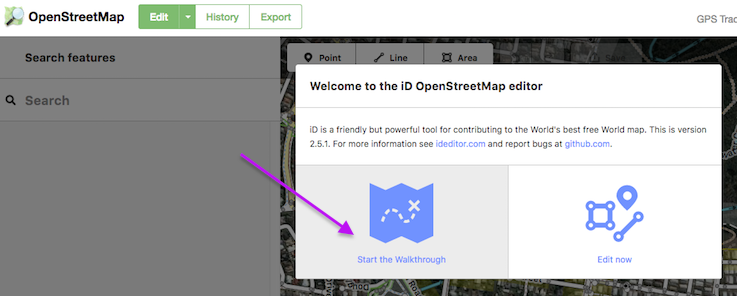 OpenStreetMap
Edit
History
Export
GPS Trac
Search features
Point
Line
Area
Save
Search
Welcome to the iD OpenStreetMap editor
iD is a friendly but powerful tool for contributing to the World's best free World map. This is version
2.5.1. For more information see ideditor.com and report bugs at github.com.
Start the Walkthrough
Edit now